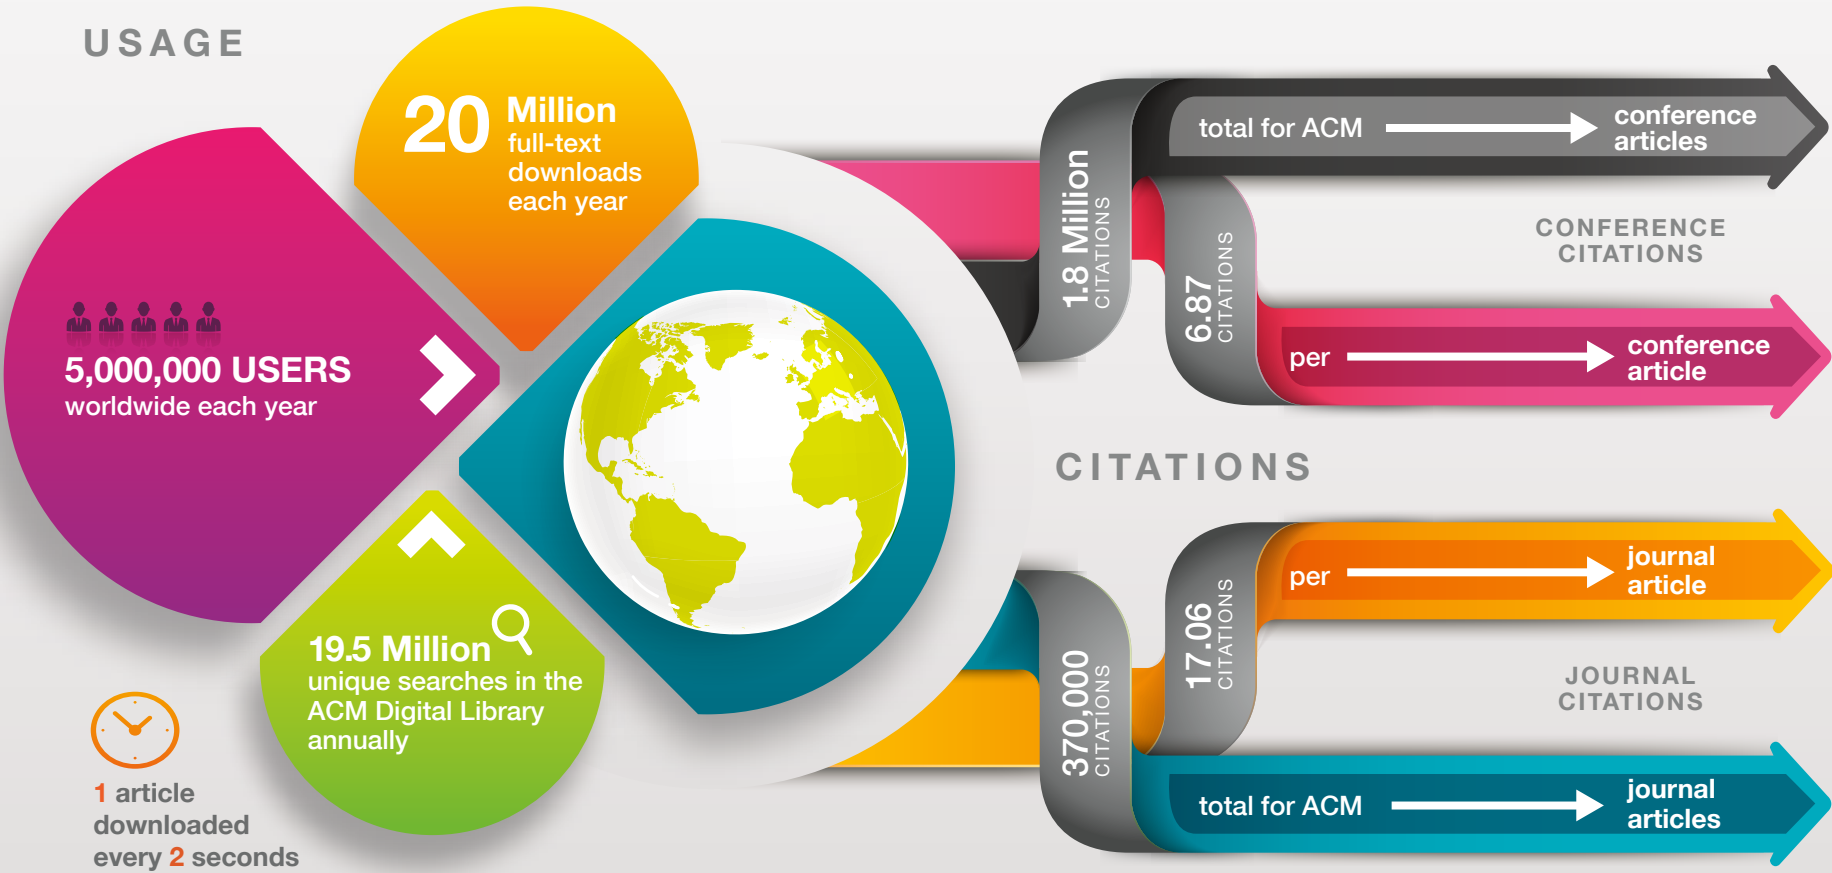 USAGE
20 Million
full-text
downloads
each year
5,000,000 USERS
worldwide each year
19.5 Million
unique searches in the
ACM Digital Library
annually
1 article
downloaded
every 2 seconds
1.8 Million
CITATIONS
total for ACM
conference
articles
CONFERENCE
CITATIONS
6.87
CITATIONS
per
conference
article
CITATIONS
17.06
CITATIONS
per
journal
article
JOURNAL
CITATIONS
370,000
CITATIONS
total for ACM
journal
articles